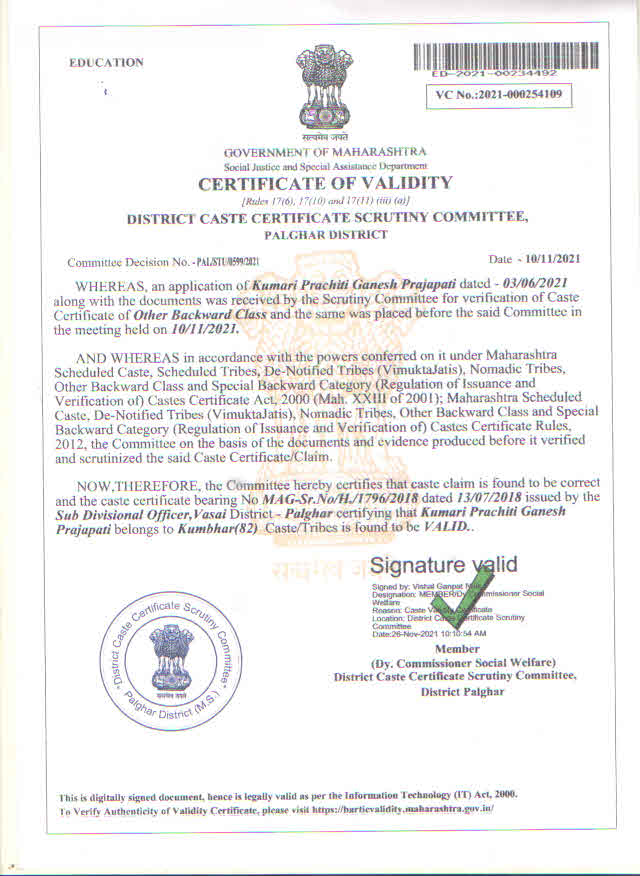 EDUCATION
ED-2021-00234492
VC No.:2021-000254109
सत्यमेव जयते
GOVERNMENT OF MAHARASHTRA
Social Justice and Special Assistance Department
CERTIFICATE OF VALIDITY
[Rules 17(6), 17(10) and 17(11) (iii) (a)]
DISTRICT CASTE CERTIFICATE SCRUTINY COMMITTEE,
PALGHAR DISTRICT
Committee Decision No. -PAL/STU/0599/2021
Date - 10/11/2021
WHEREAS, an application of Kumari Prachiti Ganesh Prajapati dated - 03/06/2021
along with the documents was received by the Scrutiny Committee for verification of Caste
Certificate of Other Backward Class and the same was placed before the said Committee in
the meeting held on 10/11/2021.
AND WHEREAS in accordance with the powers conferred on it under Maharashtra
Scheduled Caste, Scheduled Tribes, De-Notified Tribes (VimuktaJatis), Nomadic Tribes,
Other Backward Class and Special Backward Category (Regulation of Issuance and
Verification of) Castes Certificate Act, 2000 (Mah. XXIII of 2001); Maharashtra Scheduled
Caste, De-Notified Tribes (VimuktaJatis), Nomadic Tribes, Other Backward Class and Special
Backward Category (Regulation of Issuance and Verification of) Castes Certificate Rules,
2012, the Committee on the basis of the documents and evidence produced before it verified
and scrutinized the said Caste Certificate/Claim.
NOW,THEREFORE, the Committee hereby certifies that caste claim is found to be correct
and the caste certificate bearing No MAG-Sr.No/H./1796/2018 dated 13/07/2018 issued by the
Sub Divisional Officer,Vasai District - Palghar certifying that Kumari Prachiti Ganesh
Prajapati belongs to Kumbhar(82) Caste/Tribes is found to be VALID..
सत्यमेव जयते
Signature valid
Signed by: Vishal Ganpat
Designation: MEMBER/Dy Commissioner Social
Welfare
Reason: Caste Validity Certificate
Location: District Caste Certificate Scrutiny
Committee
Date:26-Nov-2021 10:10:54 AM
Member
(Dy. Commissioner Social Welfare)
District Caste Certificate Scrutiny Committee,
District Palghar
"District Caste Certificate Scrutiny Committee"
सत्यमेव जयते
Palghar District (M.S.)
This is digitally signed document, hence is legally valid as per the Information Technology (IT) Act, 2000.
To Verify Authenticity of Validity Certificate, please visit https://barticvalidity.maharashtra.gov.in/